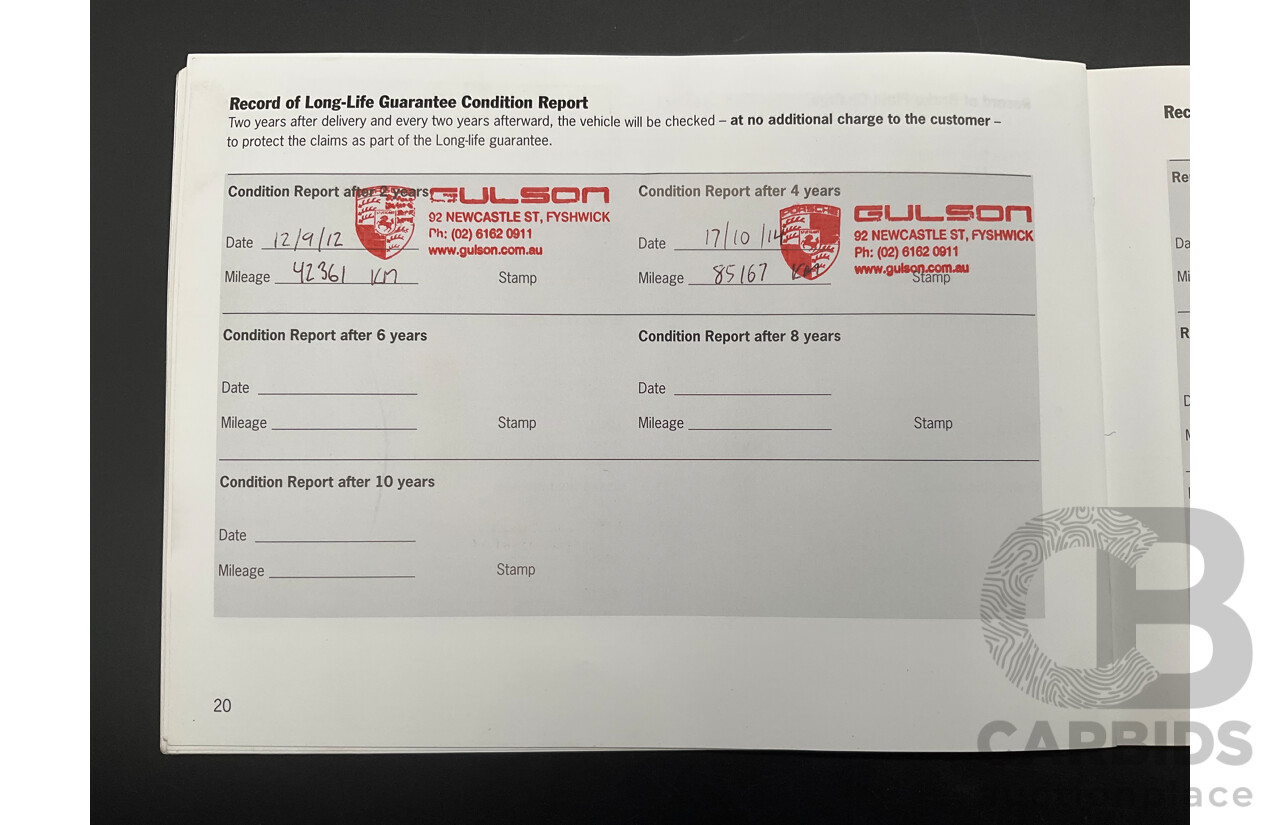 Record of Long-Life Guarantee Condition Report
Two years after delivery and every two years afterward, the vehicle will be checked – at no additional charge to the customer –
to protect the claims as part of the Long-life guarantee.
Condition Report after 2 years
GULSON
92 NEWCASTLE ST, FYSHWICK
Ph: (02) 6162 0911
www.gulson.com.au
Date 12/9/12
Mileage 42361 KM
Stamp
Condition Report after 4 years
PORSCHE
GULSON
92 NEWCASTLE ST, FYSHWICK
Ph: (02) 6162 0911
www.gulson.com.au
Date 17/10/14
Mileage 85167 KM
Stamp
Condition Report after 6 years
Date
Mileage
Stamp
Condition Report after 8 years
Date
Mileage
Stamp
Condition Report after 10 years
Date
Mileage
Stamp
20
Rec
Da
Mi
R
CARBIDS
auctionplace